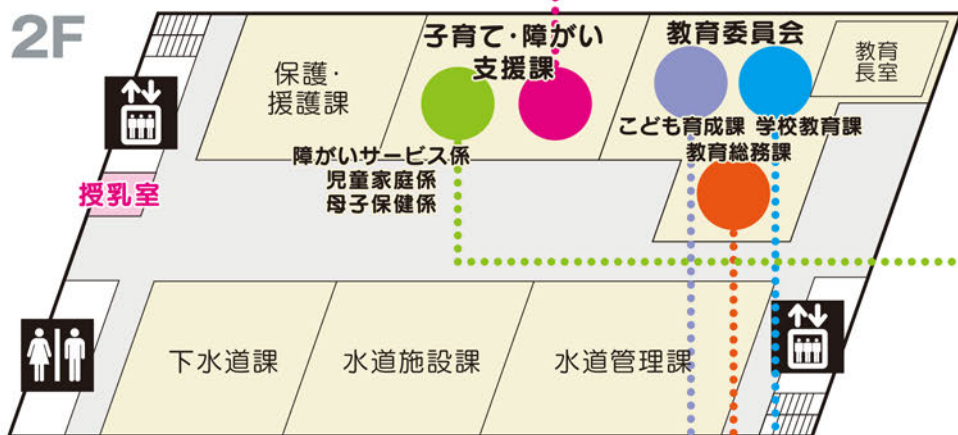 2F
保護・
援護課
子育て・障がい
支援課
教育委員会
教育
長室
こども育成課 学校教育課
教育総務課
障がいサービス係
児童家庭係
母子保健係
授乳室
下水道課
水道施設課
水道管理課